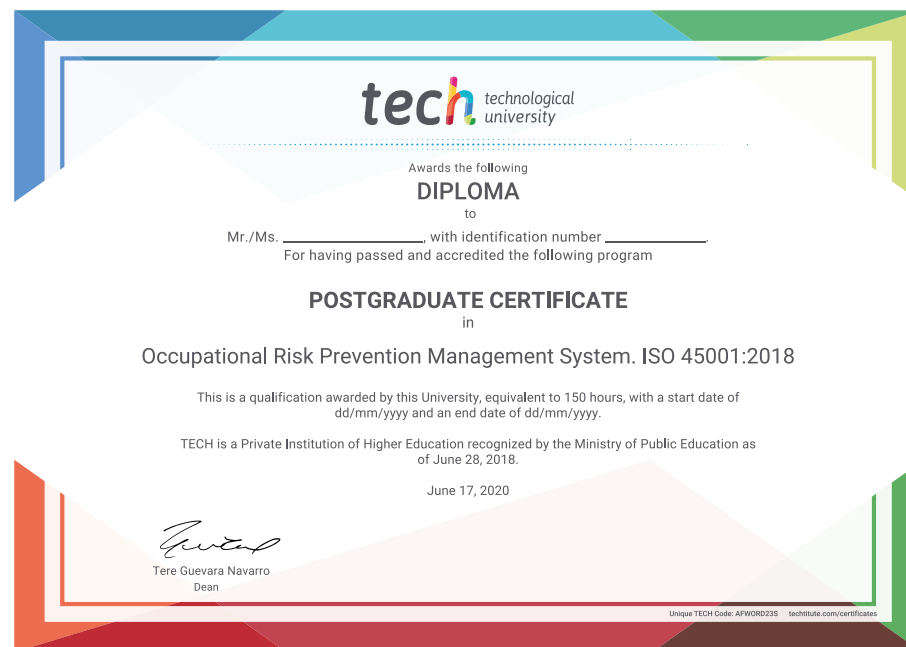 tech technological
university
Awards the following
DIPLOMA
to
Mr./Ms. ____________, with identification number ____________.
For having passed and accredited the following program
POSTGRADUATE CERTIFICATE
in
Occupational Risk Prevention Management System. ISO 45001:2018
This is a qualification awarded by this University, equivalent to 150 hours, with a start date of
dd/mm/yyyy and an end date of dd/mm/yyyy.
TECH is a Private Institution of Higher Education recognized by the Ministry of Public Education as
of June 28, 2018.
June 17, 2020
Tere Guevara Navarro
Dean
Unique TECH Code: AFWORD23S techtitute.com/certificates